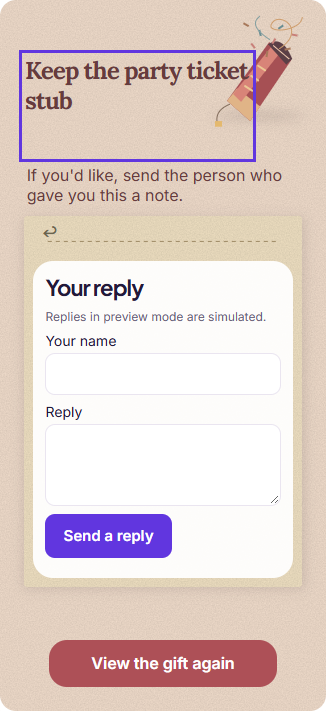 Keep the party ticket
stub
If you'd like, send the person who
gave you this a note.
Your reply
Replies in preview mode are simulated.
Your name
Reply
Send a reply
View the gift again